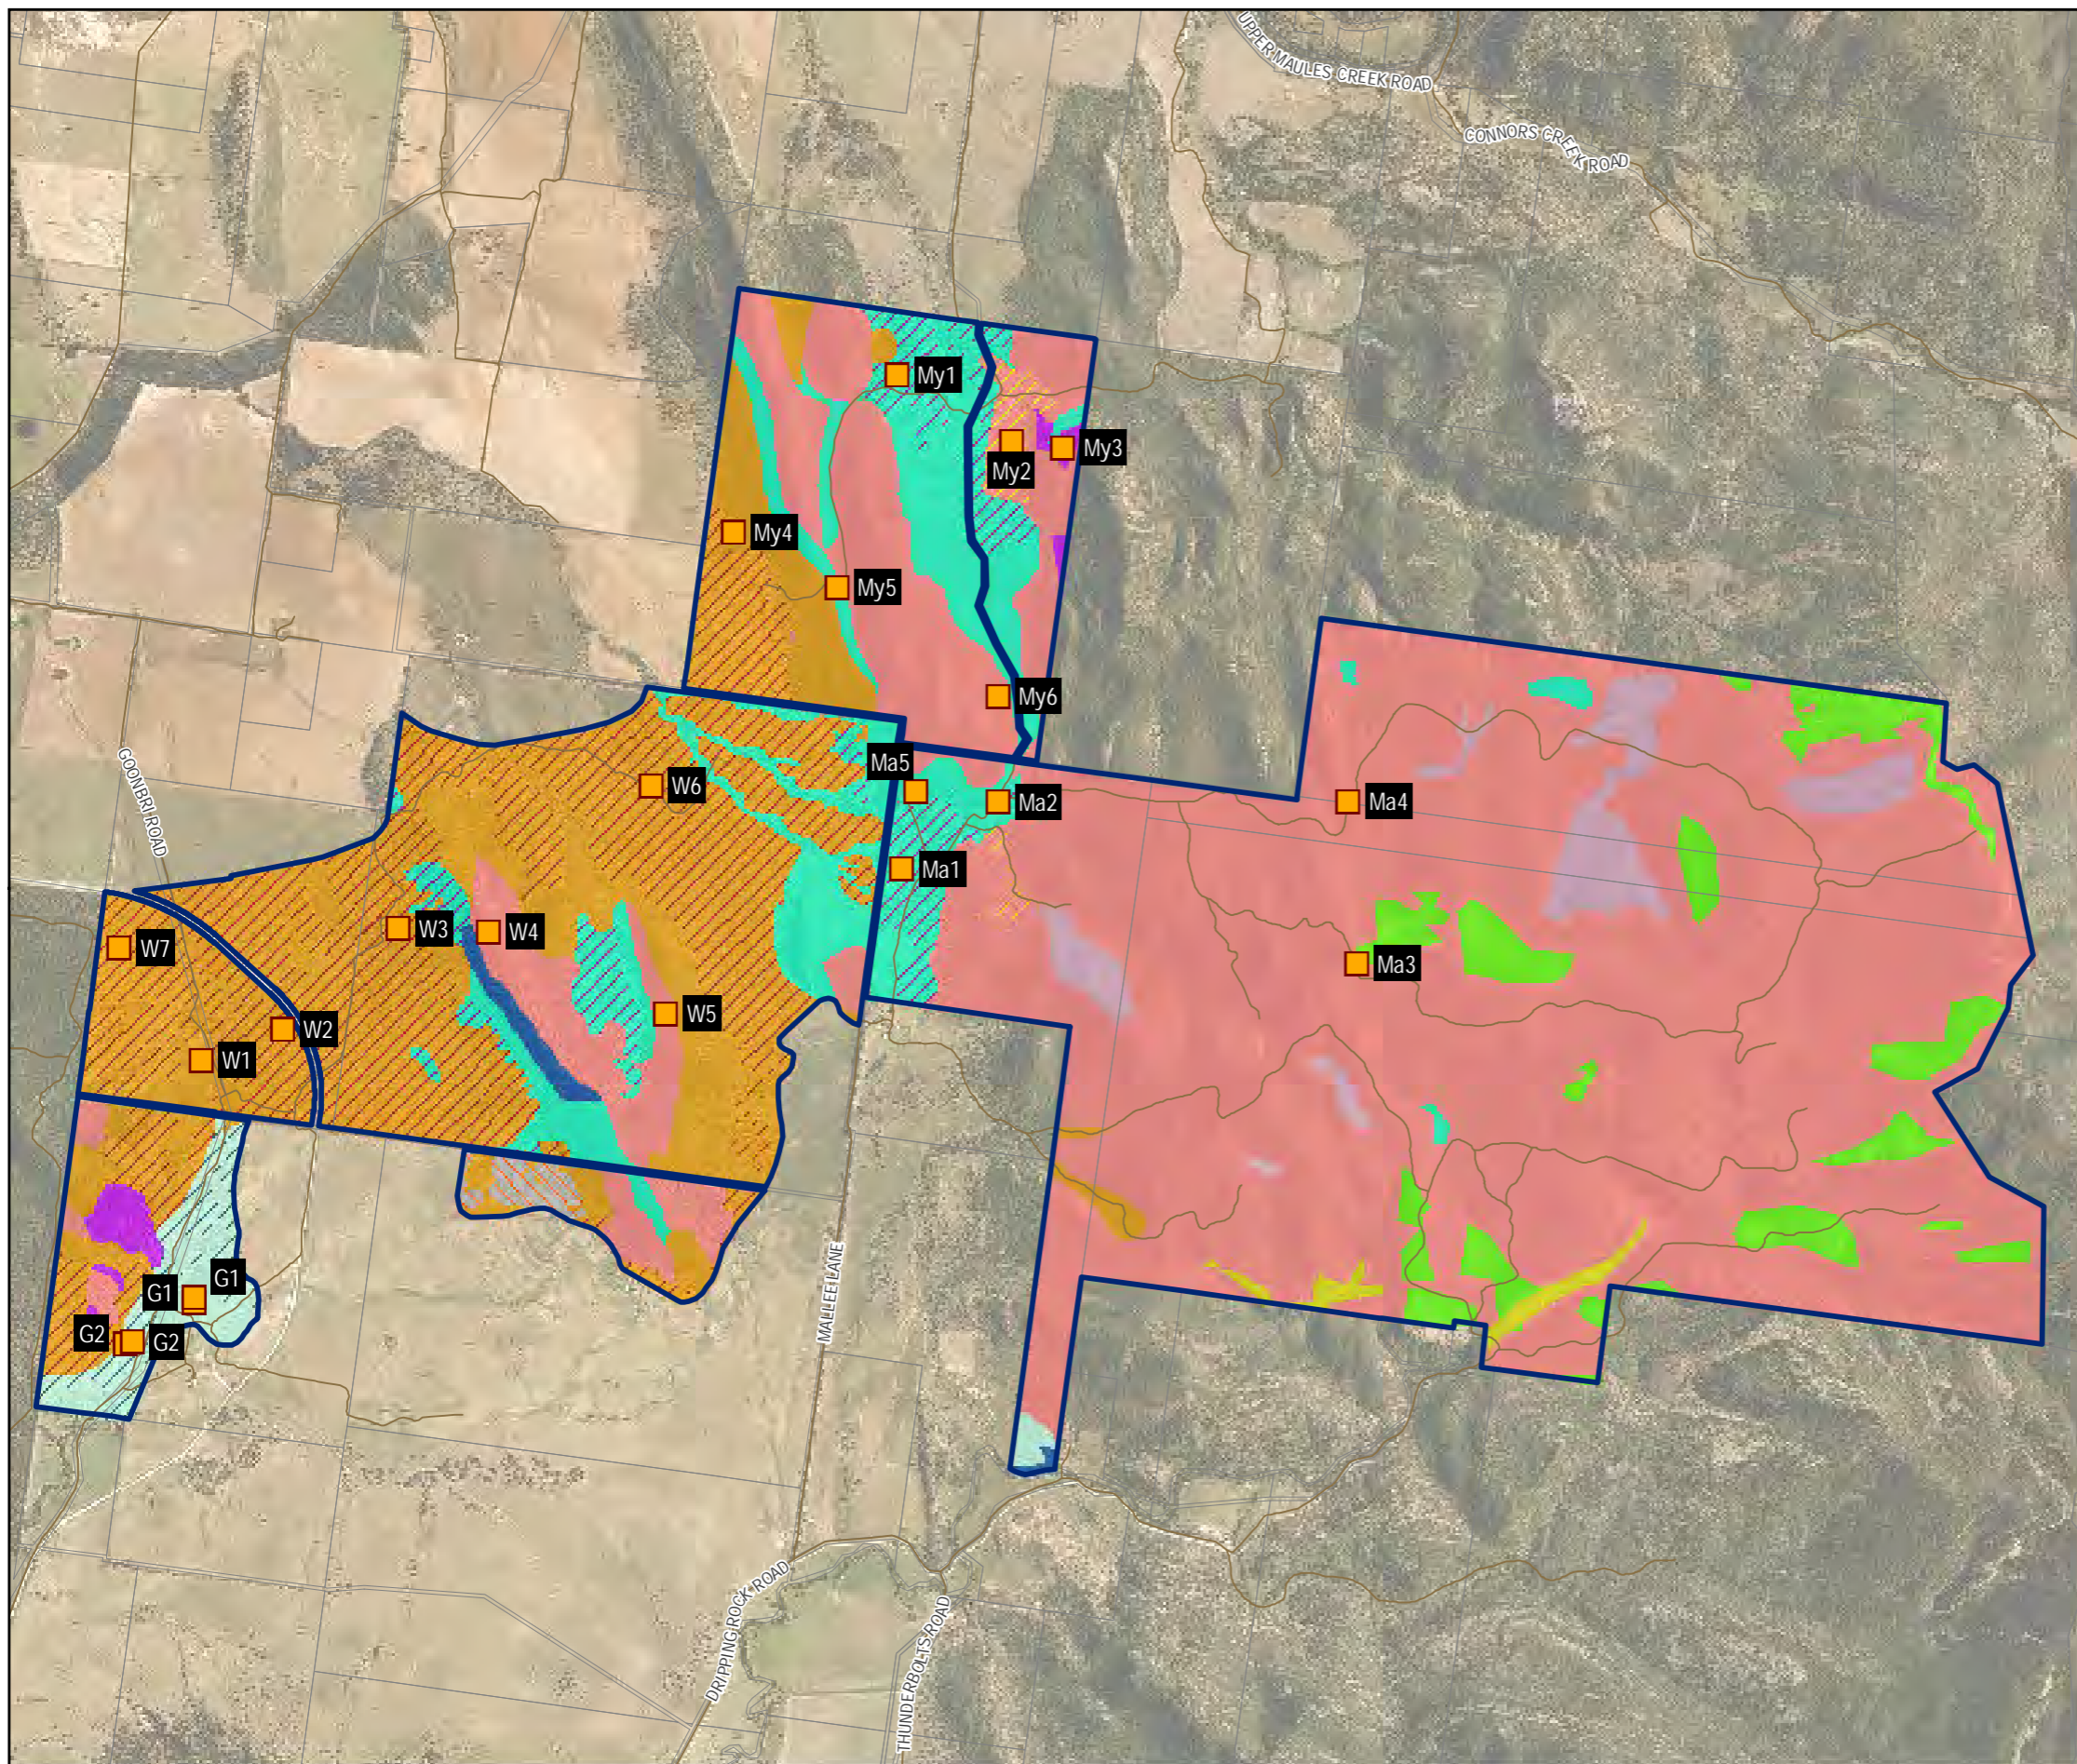 UPPER MAULES CREEK ROAD
CONNORS CREEK ROAD
My1
My3
My2
My4
My5
My6
Ma5
W6
Ma2
Ma4
GOONBRI ROAD
Ma1
W3
W4
W7
Ma3
W5
W2
W1
G1
G1
G2
G2
MALLEE LANE
DRIPPING ROCK ROAD
THUNDERBOLTS ROAD